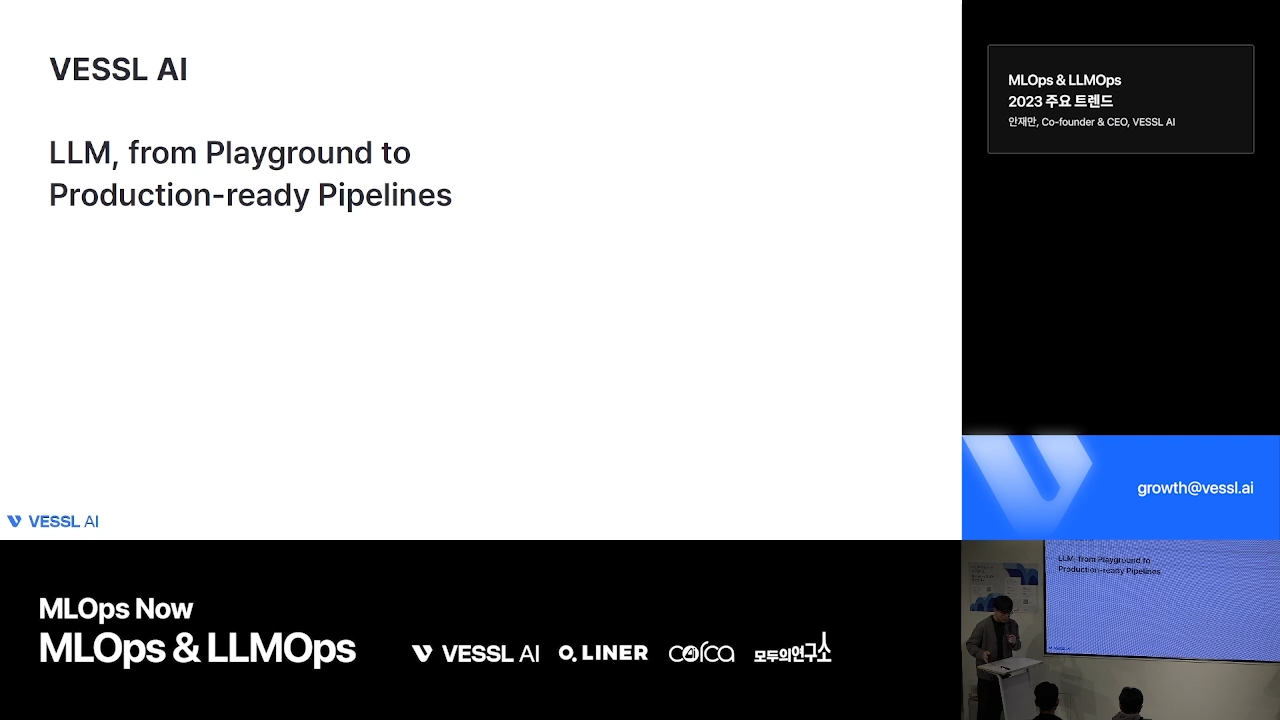 VESSL AI
LLM, from Playground to
Production-ready Pipelines
VESSL AI
MLOps & LLMOps
2023 주요 트렌드
안재만, Co-founder & CEO, VESSL AI
growth@vessl.ai
LLM, from Playground to
Production-ready Pipelines
MLOps Now
MLOps & LLMOps
VESSL AI LINER corca 모두의연구소